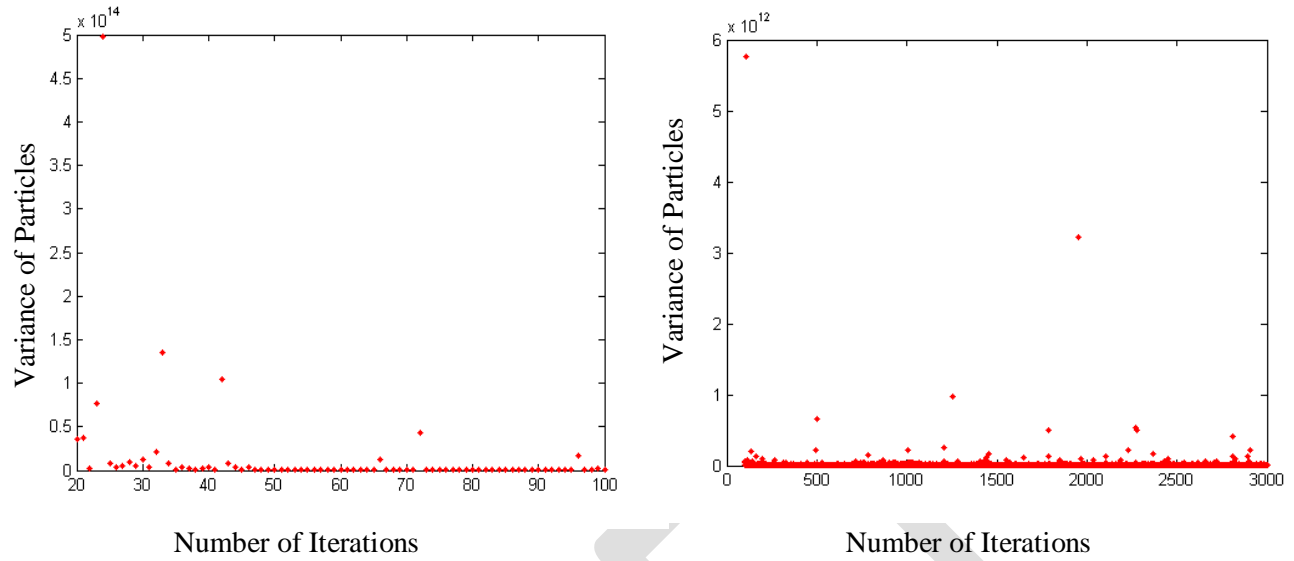 x 10^14
5
4.5
4
3.5
3
2.5
2
1.5
1
0.5
0
20 30 40 50 60 70 80 90 100
Variance of Particles
Number of Iterations
x 10^12
6
5
4
3
2
1
0
0 500 1000 1500 2000 2500 3000
Variance of Particles
Number of Iterations